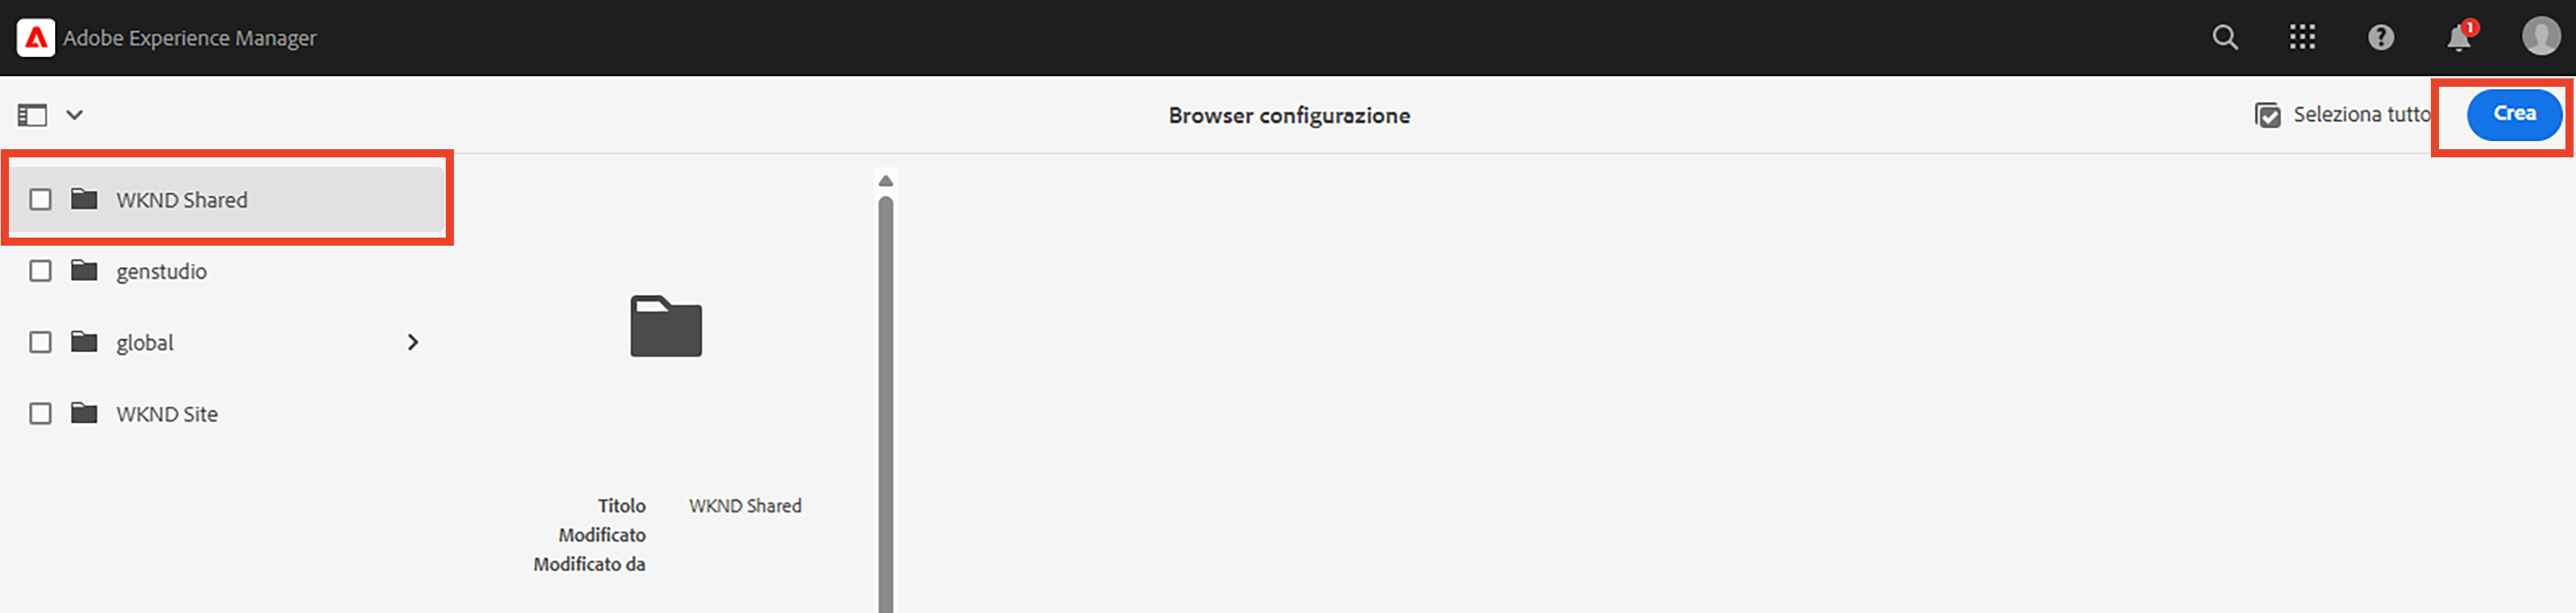 Adobe Experience Manager
1
Browser configurazione
Seleziona tutto
Crea
WKND Shared
genstudio
global
WKND Site
Titolo WKND Shared
Modificato
Modificato da